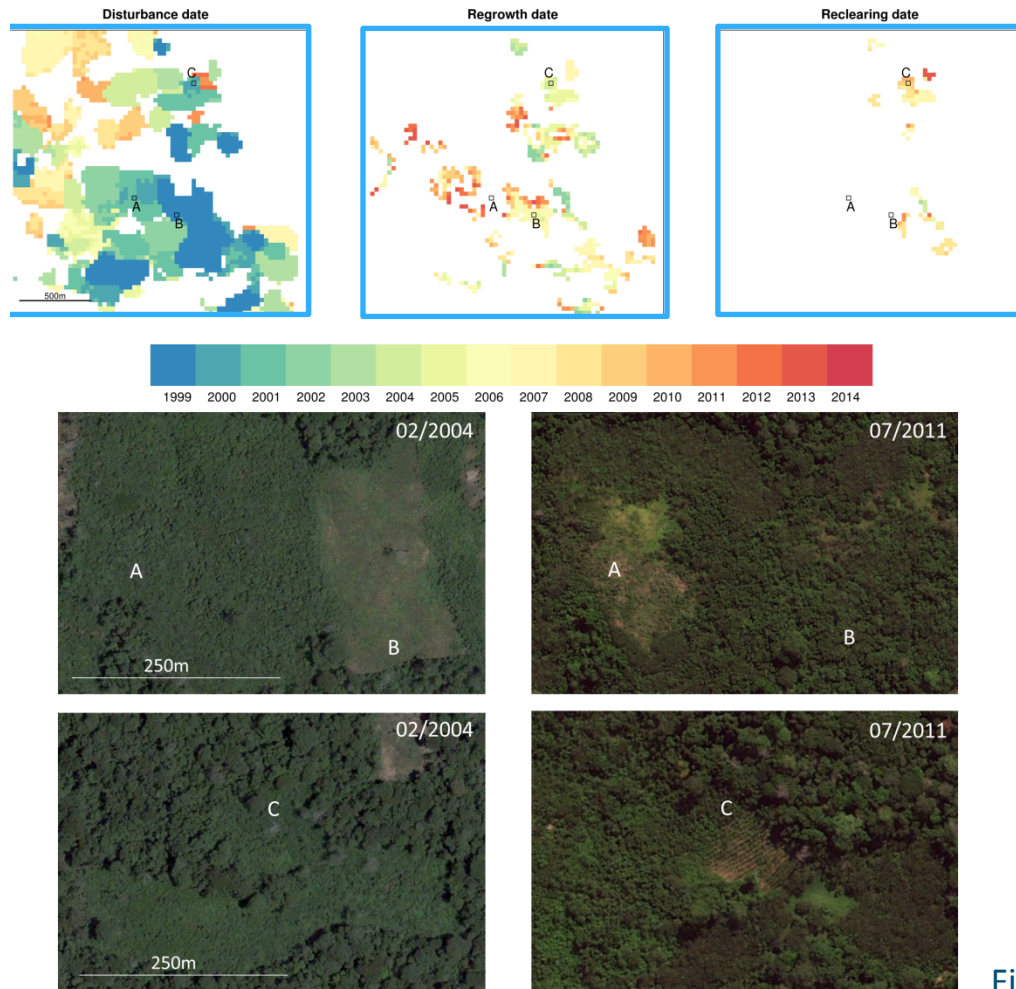 Disturbance date
Regrowth date
Reclearing date
C
A
B
500m
C
A
B
C
A
B
1999 2000 2001 2002 2003 2004 2005 2006 2007 2008 2009 2010 2011 2012 2013 2014
02/2004
A
B
250m
07/2011
A
B
02/2004
C
250m
07/2011
C